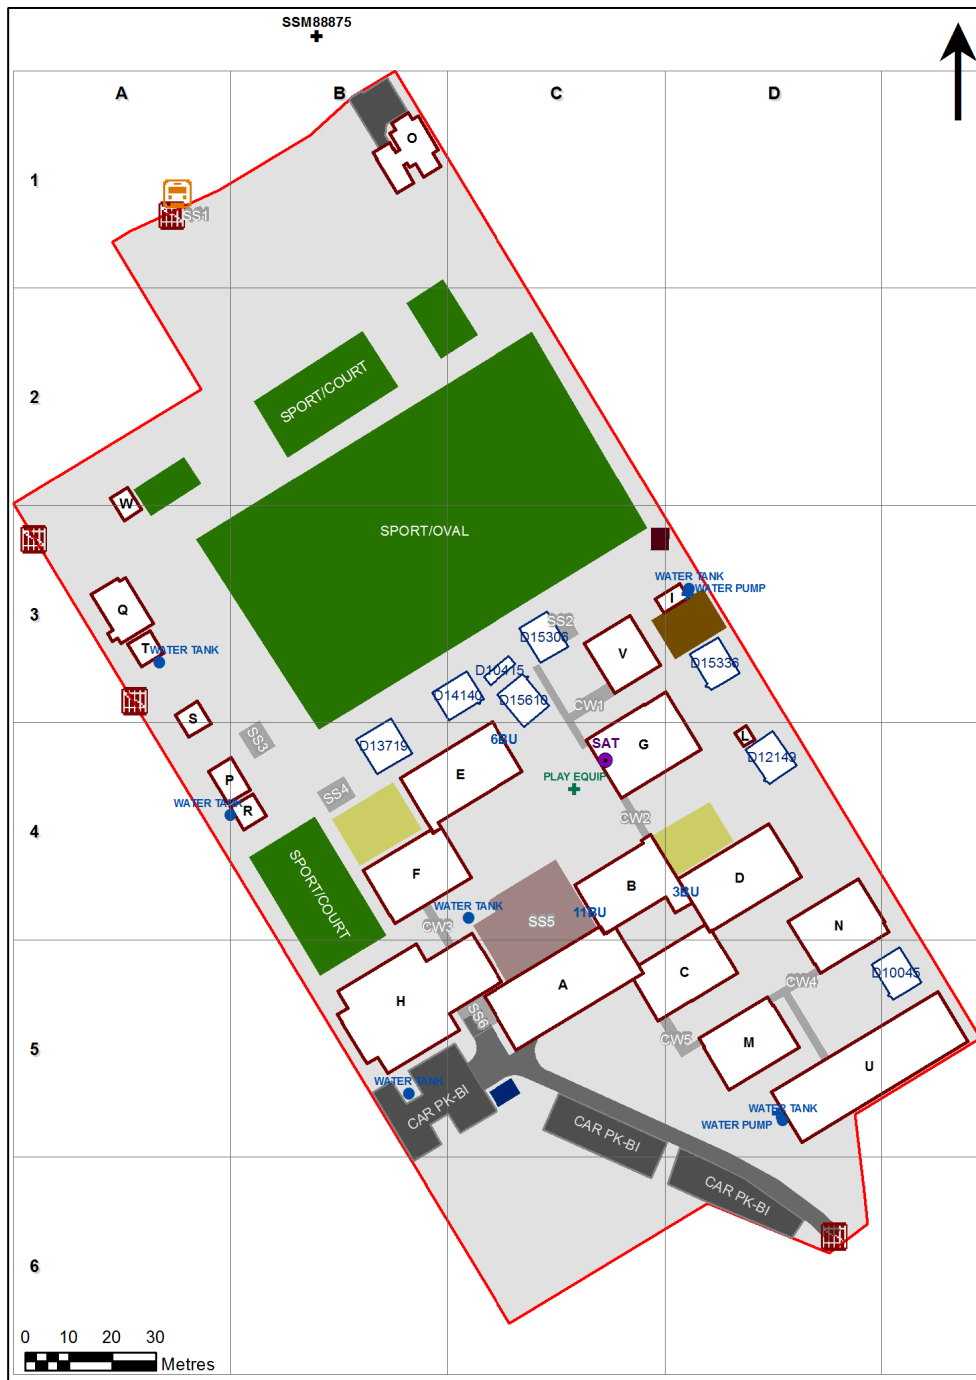 SSM88875
A
B
C
D
O
1
SS1
SPORT/COURT
2
W
SPORT/OVAL
WATER TANK
WATER PUMP
I
3
Q
SS2
D15306
T
WATER TANK
V
D10415
D15336
D14140
D15610
CW1
S
SS3
D13719
6BU
SAT
G
L
D12149
E
PLAY EQUIP
P
SS4
WATER TANK
R
CW2
4
F
SPORT/COURT
B
3BU
D
WATER TANK
11BU
SS5
CW3
N
D10045
C
A
CW4
H
SS6
CW5
M
5
U
WATER TANK
CAR PK-BI
WATER TANK
WATER PUMP
CAR PK-BI
CAR PK-BI
6
0 10 20 30
Metres